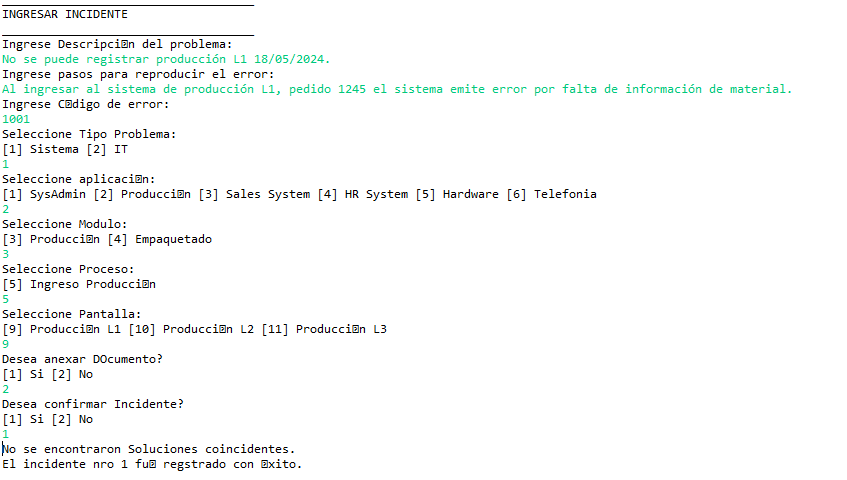 INGRESAR INCIDENTE
Ingrese Descripci�n del problema:
No se puede registrar producción L1 18/05/2024.
Ingrese pasos para reproducir el error:
Al ingresar al sistema de producción L1, pedido 1245 el sistema emite error por falta de información de material.
Ingrese C�digo de error:
1001
Seleccione Tipo Problema:
[1] Sistema [2] IT
1
Seleccione aplicaci�n:
[1] SysAdmin [2] Producci�n [3] Sales System [4] HR System [5] Hardware [6] Telefonia
2
Seleccione Modulo:
[3] Producci�n [4] Empaquetado
3
Seleccione Proceso:
[5] Ingreso Producci�n
5
Seleccione Pantalla:
[9] Producci�n L1 [10] Producci�n L2 [11] Producci�n L3
9
Desea anexar DOcumento?
[1] Si [2] No
2
Desea confirmar Incidente?
[1] Si [2] No
1
No se encontraron Soluciones coincidentes.
El incidente nro 1 fu� regstrado con �xito.